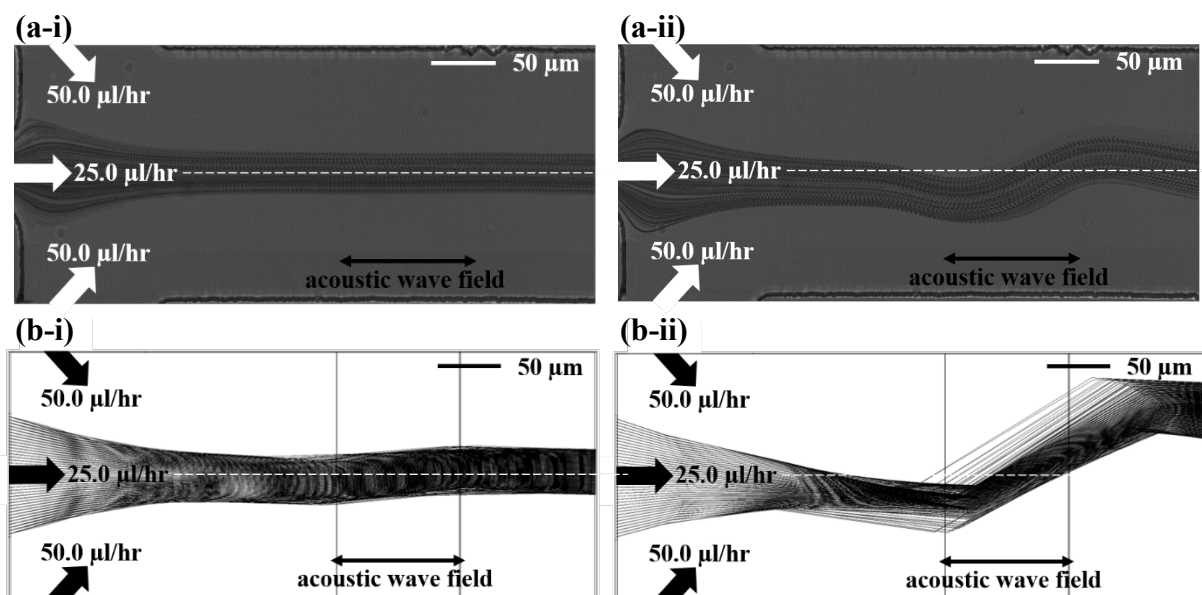 (a-i)
50 µm
50.0 µl/hr
25.0 µl/hr
50.0 µl/hr
acoustic wave field
(a-ii)
50 µm
50.0 µl/hr
25.0 µl/hr
50.0 µl/hr
acoustic wave field
(b-i)
50 µm
50.0 µl/hr
25.0 µl/hr
50.0 µl/hr
acoustic wave field
(b-ii)
50 µm
50.0 µl/hr
25.0 µl/hr
50.0 µl/hr
acoustic wave field